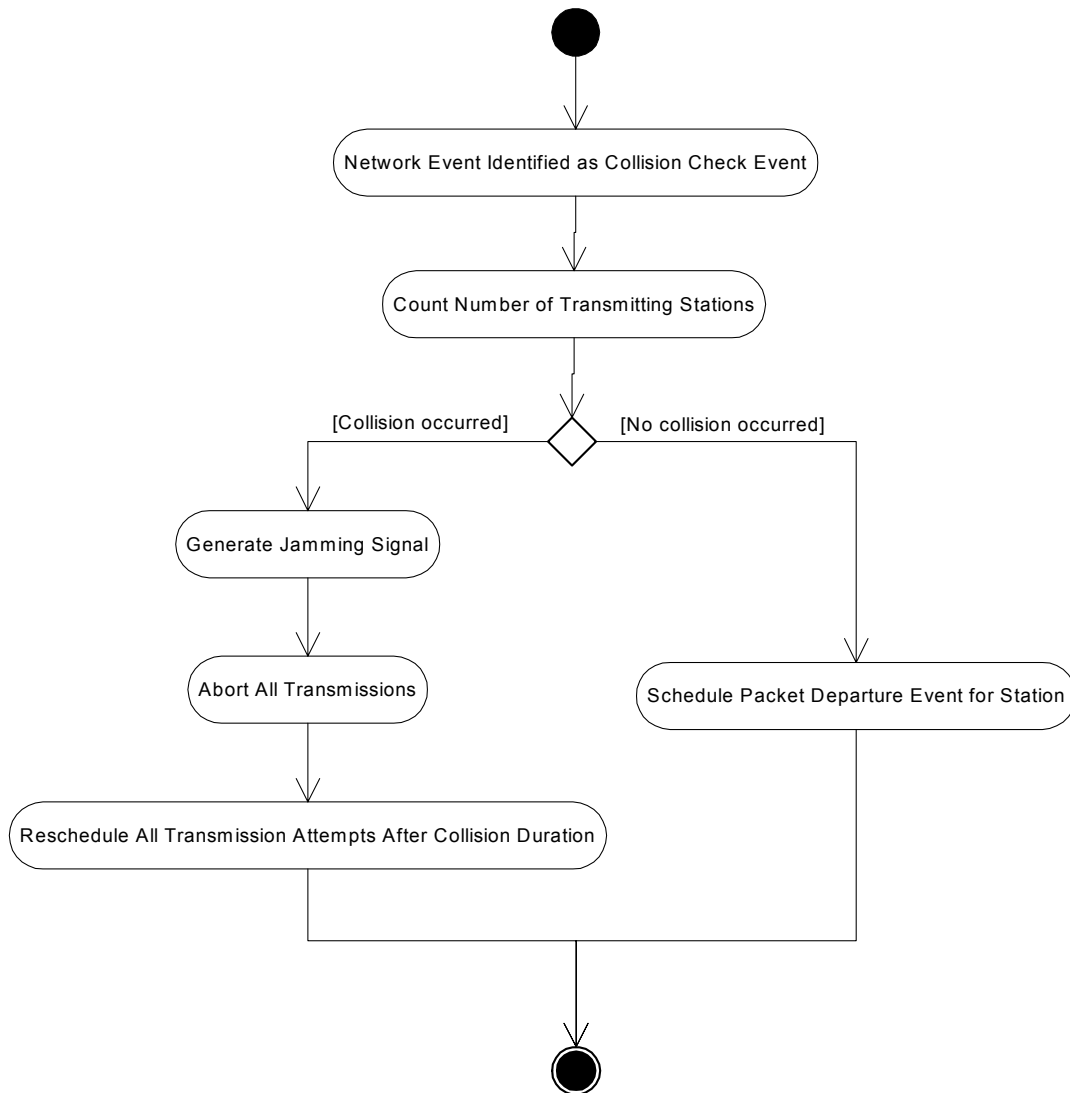 Network Event Identified as Collision Check Event
Count Number of Transmitting Stations
[Collision occurred]
[No collision occurred]
Generate Jamming Signal
Abort All Transmissions
Schedule Packet Departure Event for Station
Reschedule All Transmission Attempts After Collision Duration